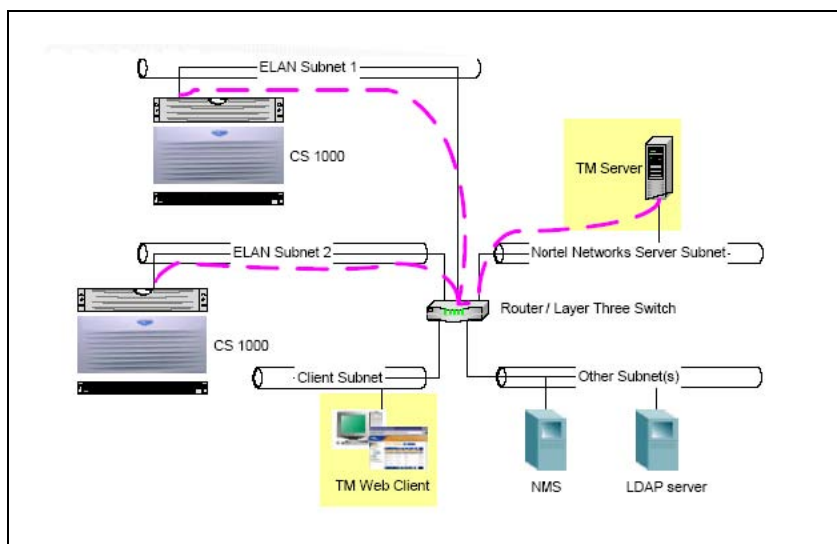 ELAN Subnet 1
CS 1000
TM Server
ELAN Subnet 2
Nortel Networks Server Subnet
Router / Layer Three Switch
CS 1000
Client Subnet
Other Subnet(s)
TM Web Client
NMS
LDAP server